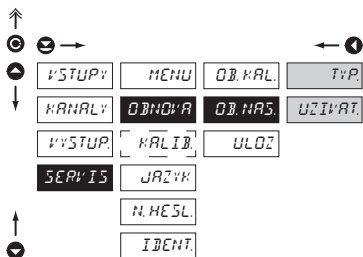 VSTUPY MENU OB. KAL. TYP.
KANALY OBNOVA OB. NAS. UZIVAT.
VYSTUP. KALIB. ULOZ
SERVIS JAZYK
N. HESL.
IDENT.